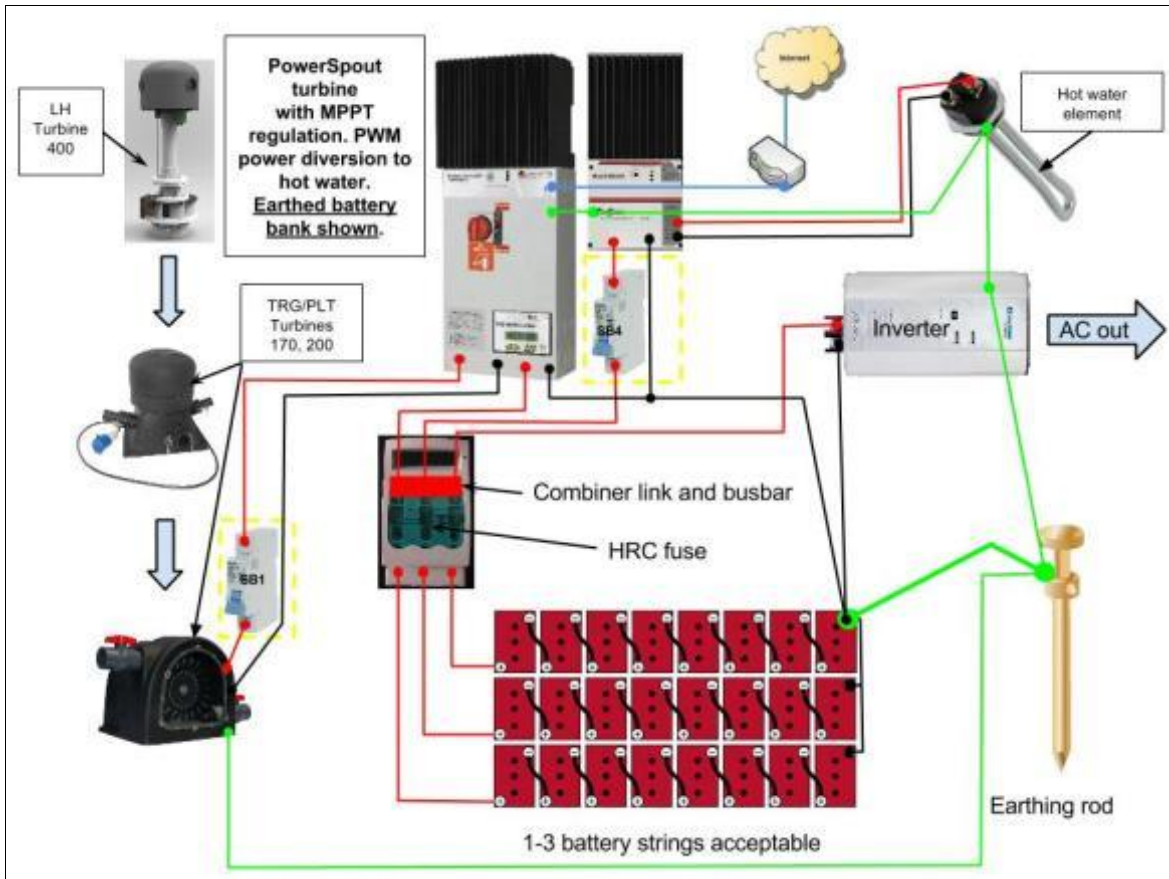 LH
Turbine
400
PowerSpout
turbine
with MPPT
regulation. PWM
power diversion to
hot water.
Earthed battery
bank shown.
Internet
Hot water
element
TRG/PLT
Turbines
170, 200
SB4
Inverter
AC out
Combiner link and busbar
HRC fuse
SB1
Earthing rod
1-3 battery strings acceptable